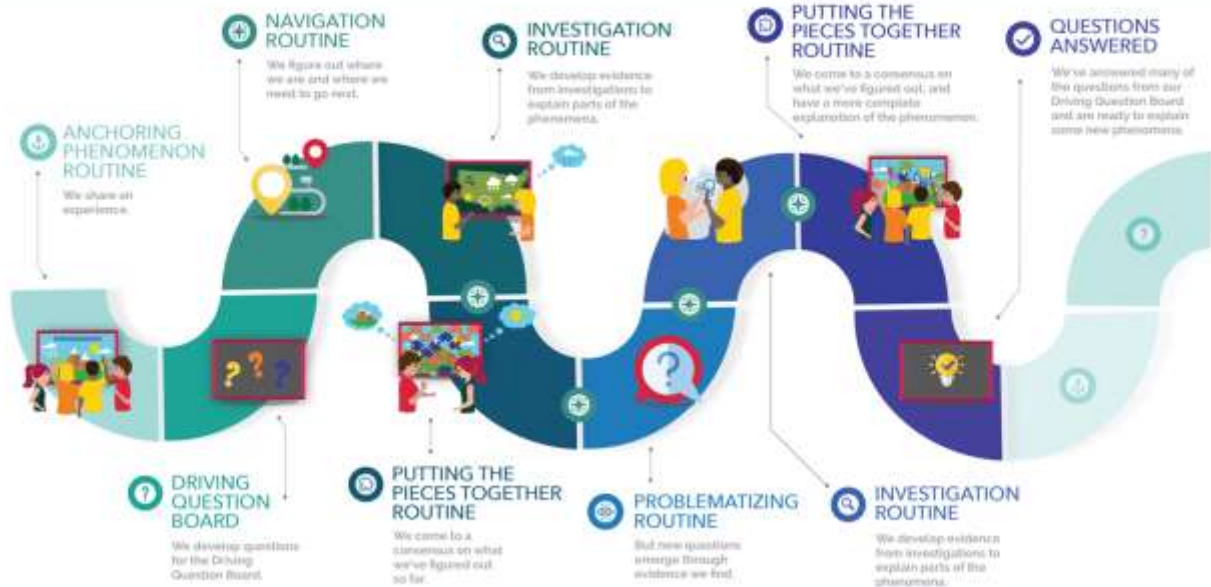 ANCHORING
PHENOMENON
ROUTINE
We share an
experience.
DRIVING
QUESTION
BOARD
We develop questions
for the Driving
Question Board.
NAVIGATION
ROUTINE
We figure out where
we are and where we
need to go next.
INVESTIGATION
ROUTINE
We develop evidence
from investigations to
explain parts of the
phenomena.
PUTTING THE
PIECES TOGETHER
ROUTINE
We come to a
consensus on what
we've figured out
so far.
PROBLEMATIZING
ROUTINE
But new questions
emerge through
evidence we find.
INVESTIGATION
ROUTINE
We develop evidence
from investigations to
explain parts of the
phenomena.
PUTTING THE
PIECES TOGETHER
ROUTINE
We come to a consensus on
what we've figured out, and
have a more complete
explanation of the phenomenon.
QUESTIONS
ANSWERED
We've answered many of
the questions from our
Driving Question Board
and are ready to explain
some new phenomena.